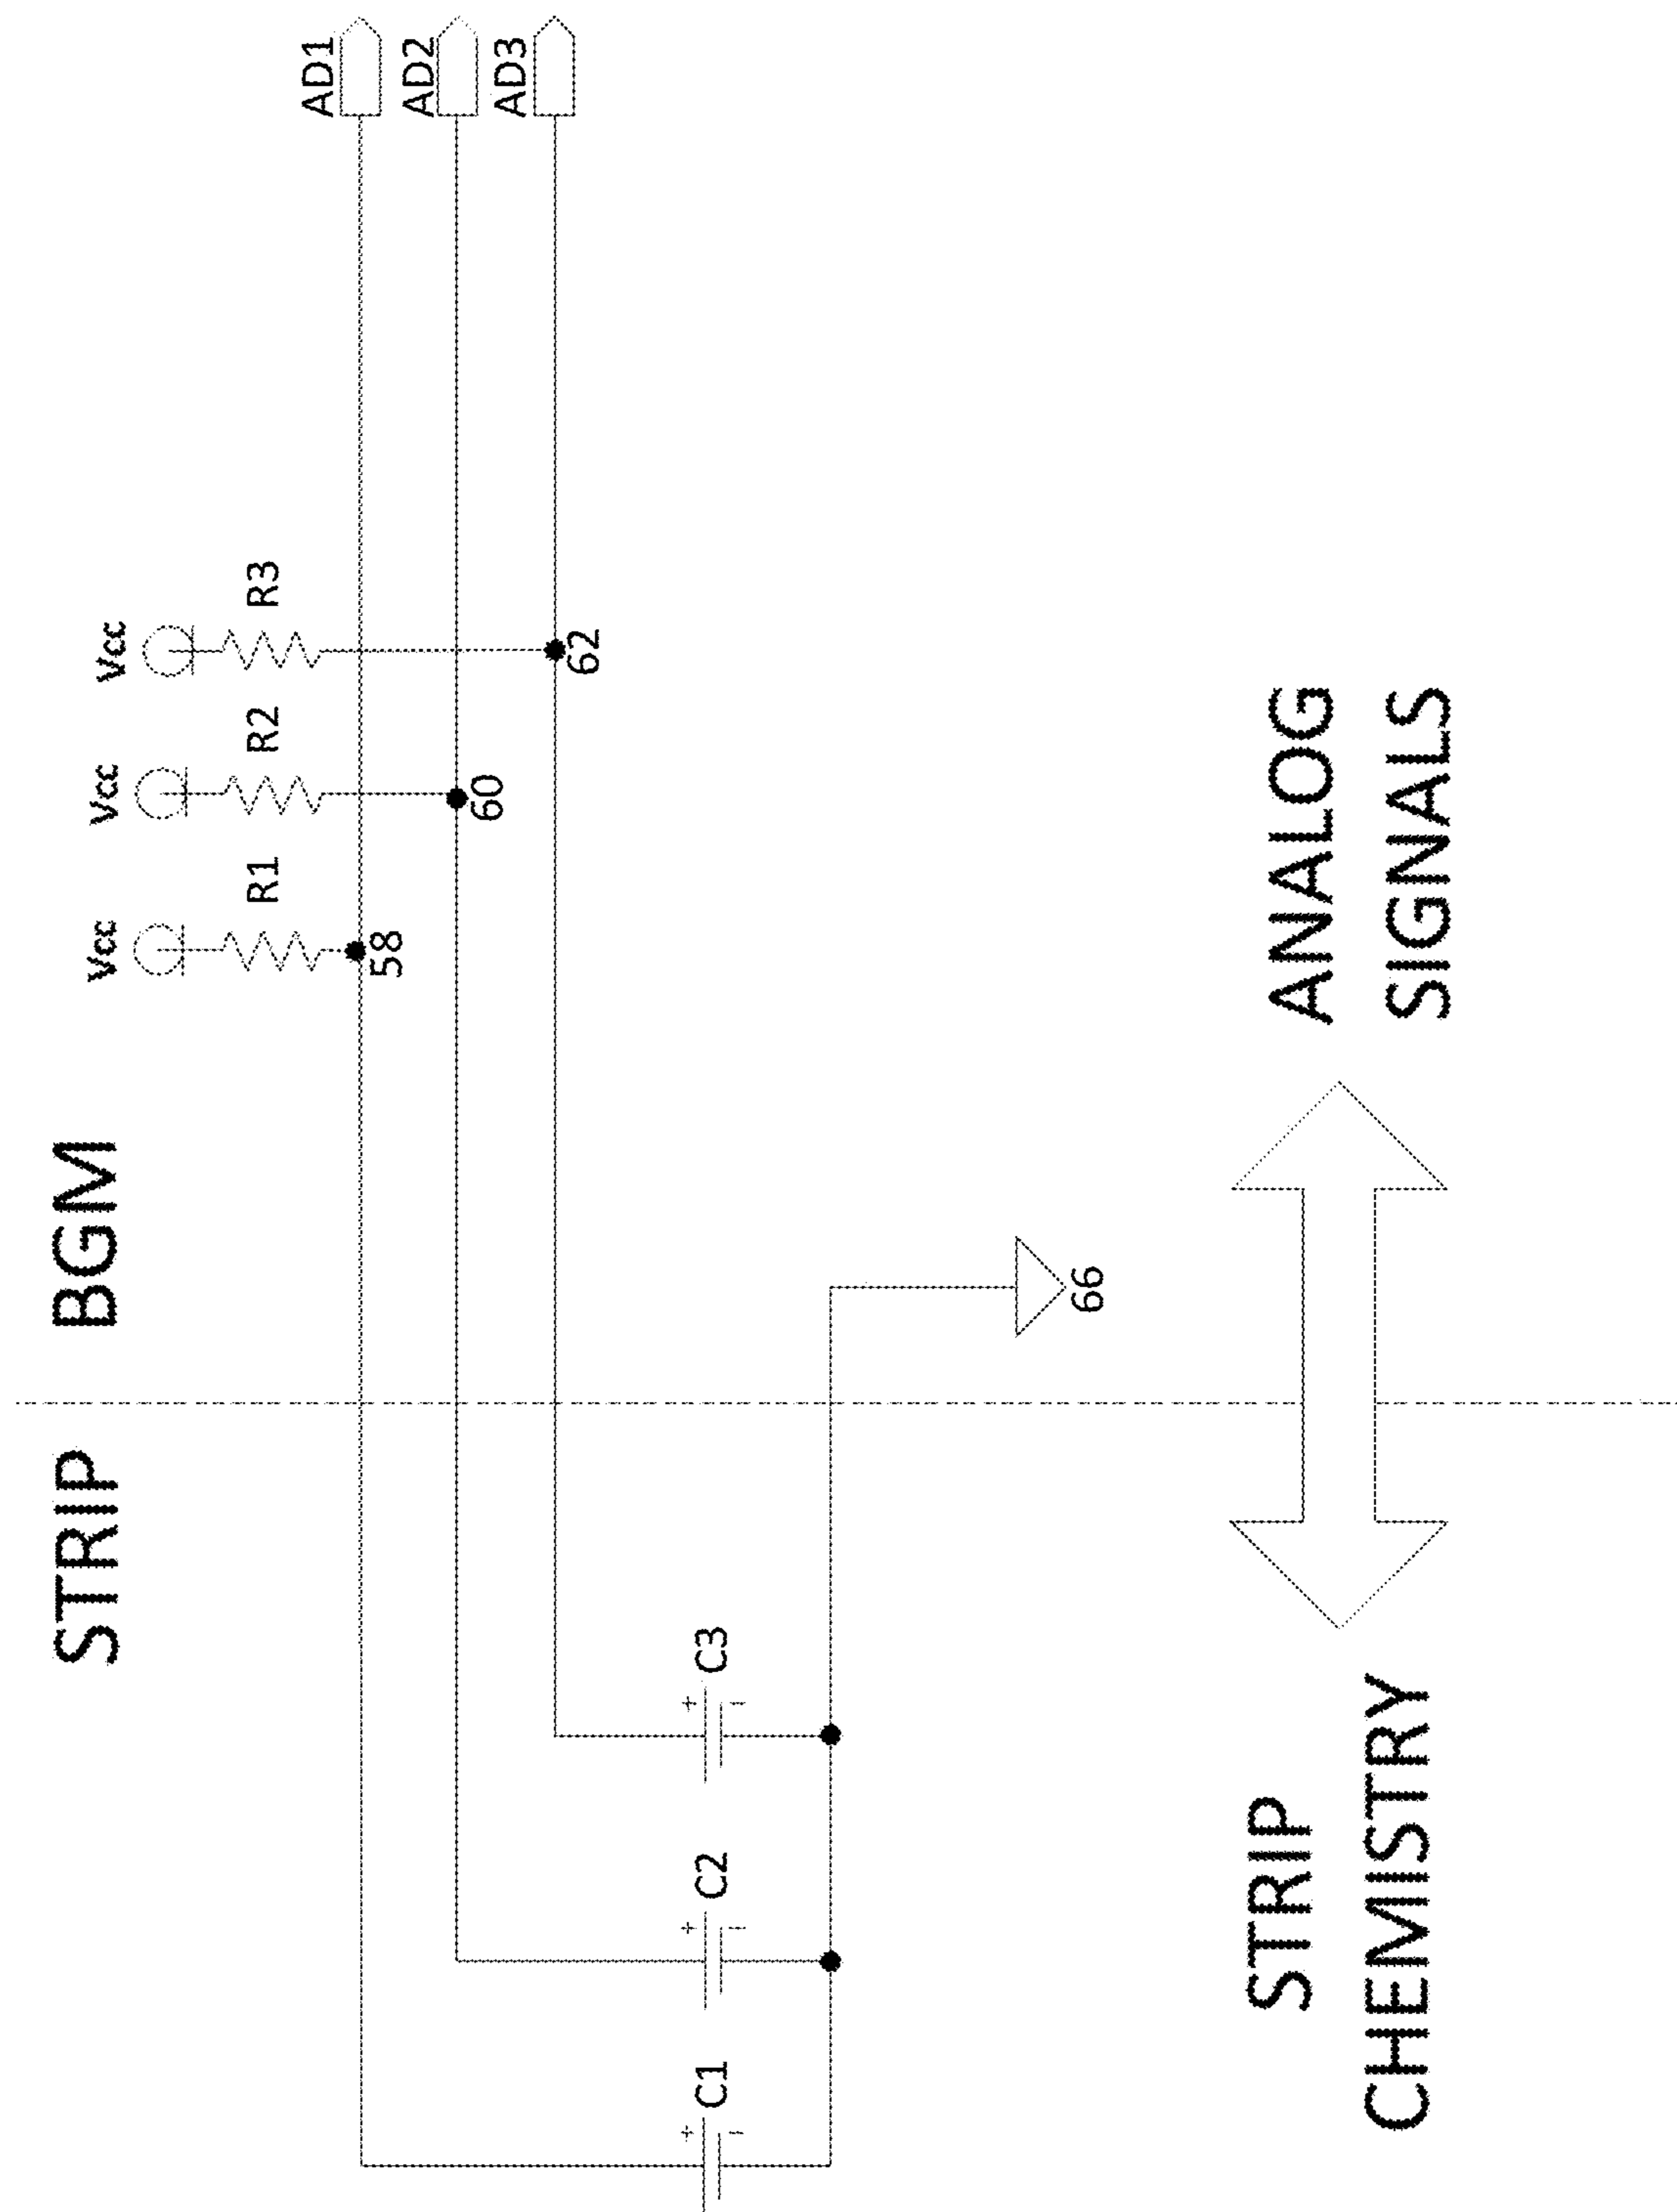 STRIP
BGM
Vcc
Vcc
Vcc
R1
R2
R3
AD1
AD2
AD3
58
60
62
C1
C2
C3
+
+
+
-
-
-
66
STRIP
CHEMISTRY
ANALOG
SIGNALS